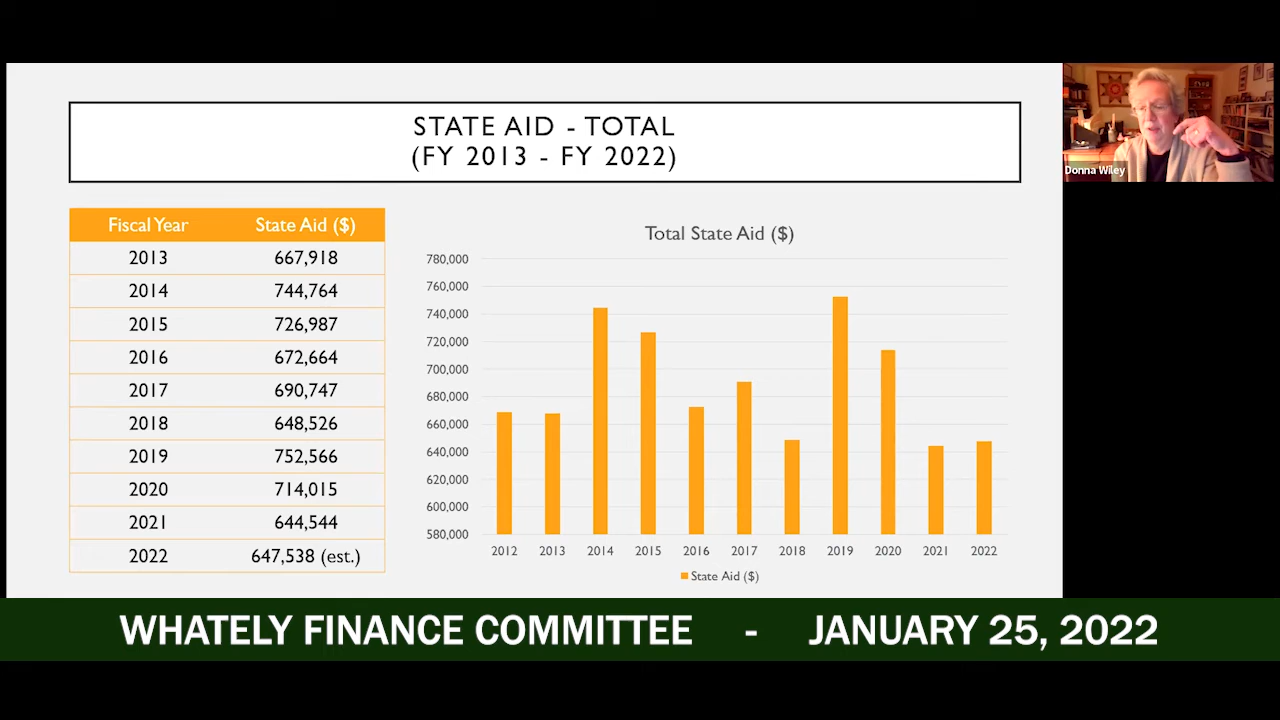 STATE AID - TOTAL
(FY 2013 - FY 2022)
Donna Wiley
Fiscal Year State Aid ($)
2013 667,918
2014 744,764
2015 726,987
2016 672,664
2017 690,747
2018 648,526
2019 752,566
2020 714,015
2021 644,544
2022 647,538 (est.)
Total State Aid ($)
780,000
760,000
740,000
720,000
700,000
680,000
660,000
640,000
620,000
600,000
580,000
2012 2013 2014 2015 2016 2017 2018 2019 2020 2021 2022
State Aid ($)
WHATELY FINANCE COMMITTEE - JANUARY 25, 2022